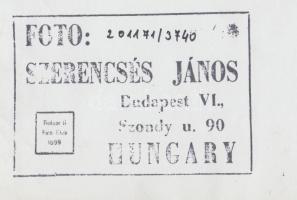 FOTO: 201171/3740
SZERENCSÉS JÁNOS
Budapest VI.,
Szondy u. 90
HUNGARY